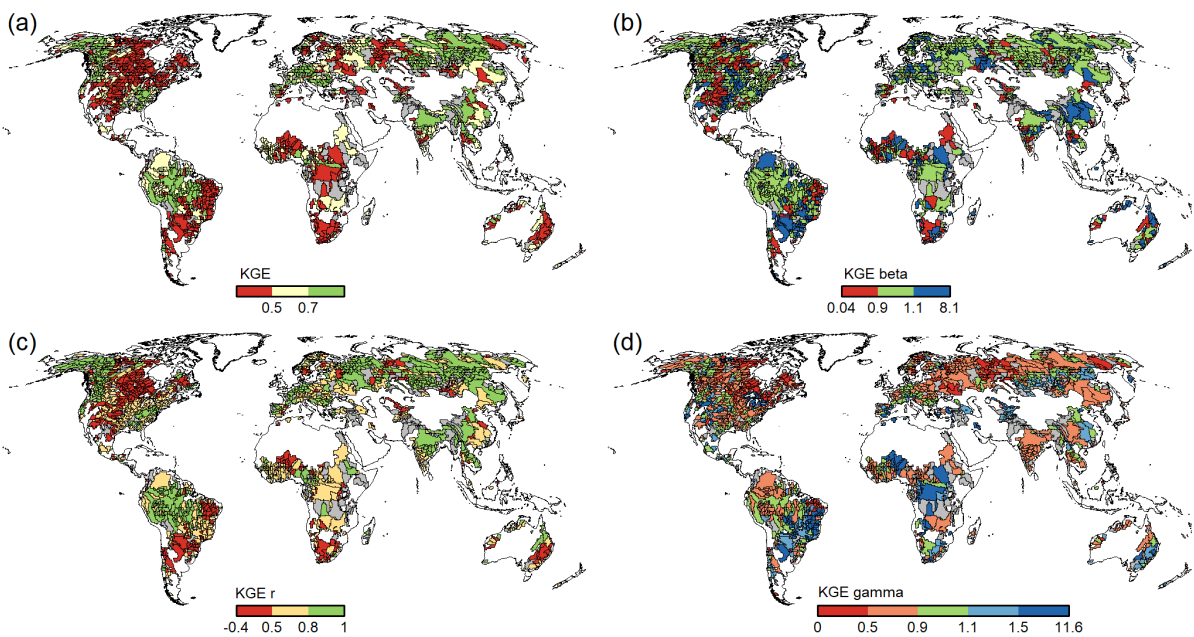 (a)
(b)
KGE
0.5 0.7
KGE beta
0.04 0.9 1.1 8.1
(c)
(d)
KGE r
-0.4 0.5 0.8 1
KGE gamma
0 0.5 0.9 1.1 1.5 11.6